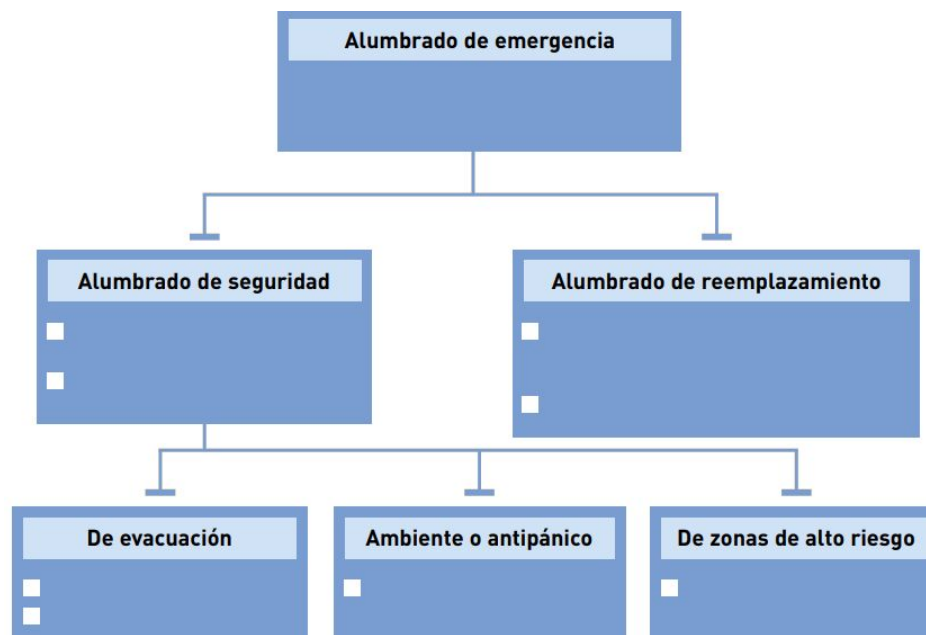 Alumbrado de emergencia
Alumbrado de seguridad
Alumbrado de reemplazamiento
De evacuación
Ambiente o antipánico
De zonas de alto riesgo